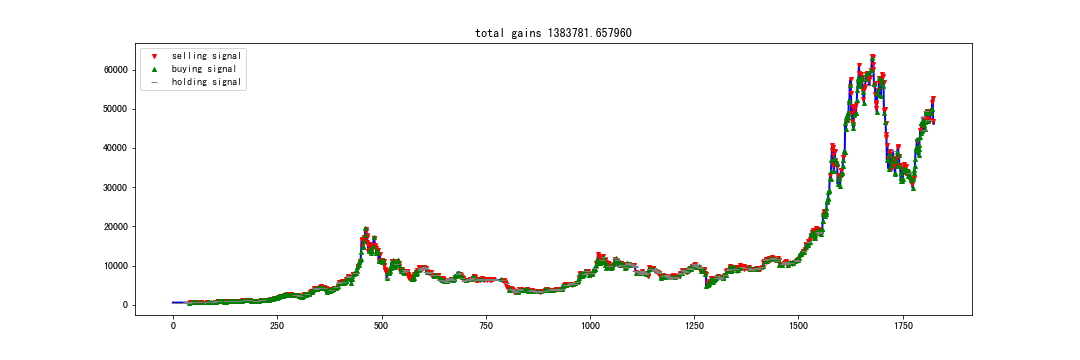 total gains 1383781.657960
selling signal
buying signal
holding signal
60000
50000
40000
30000
20000
10000
0
0 250 500 750 1000 1250 1500 1750